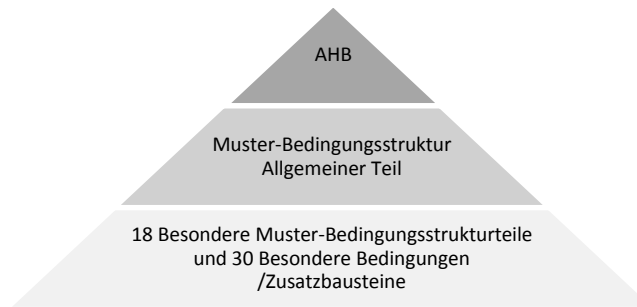 AHB
Muster-Bedingungsstruktur
Allgemeiner Teil
18 Besondere Muster-Bedingungsstrukturteile
und 30 Besondere Bedingungen
/Zusatzbausteine